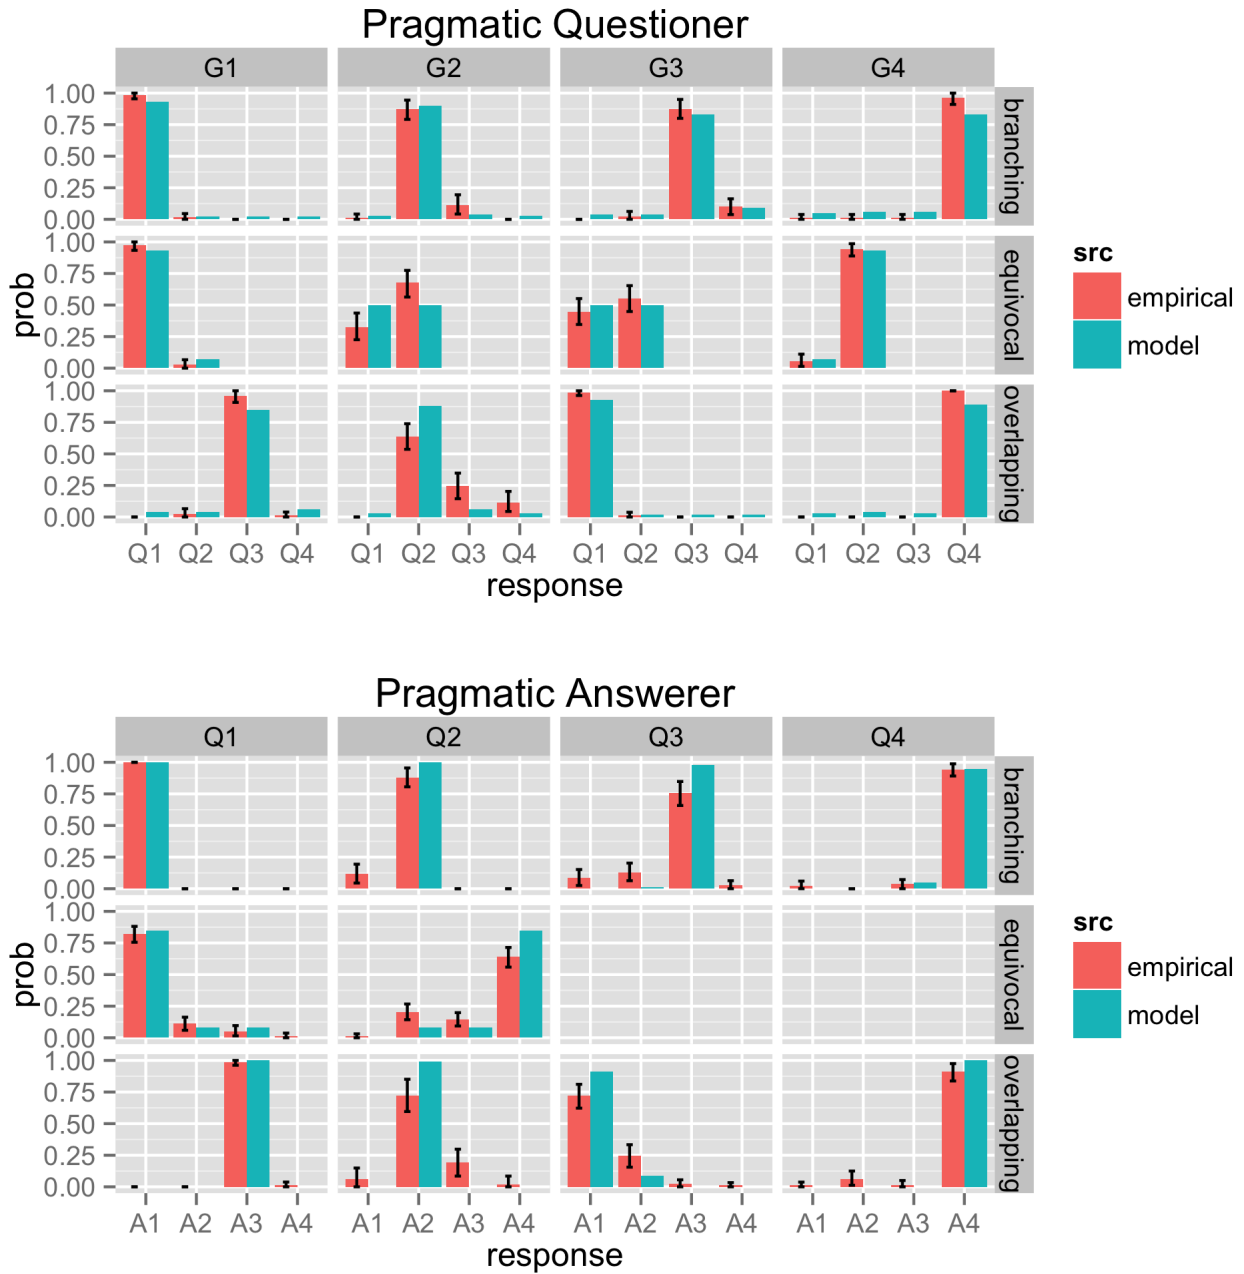 Pragmatic Questioner
G1 G2 G3 G4
1.00
0.75
0.50
0.25
0.00
branching
1.00
0.75
0.50
0.25
0.00
equivocal
1.00
0.75
0.50
0.25
0.00
overlapping
prob
Q1 Q2 Q3 Q4 Q1 Q2 Q3 Q4 Q1 Q2 Q3 Q4 Q1 Q2 Q3 Q4
response
src
empirical
model
Pragmatic Answerer
Q1 Q2 Q3 Q4
1.00
0.75
0.50
0.25
0.00
branching
1.00
0.75
0.50
0.25
0.00
equivocal
1.00
0.75
0.50
0.25
0.00
overlapping
prob
A1 A2 A3 A4 A1 A2 A3 A4 A1 A2 A3 A4 A1 A2 A3 A4
response
src
empirical
model